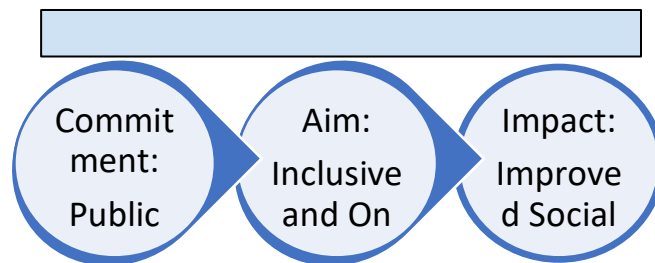 Commit
ment:
Public
Aim:
Inclusive
and On
Impact:
Improve
d Social